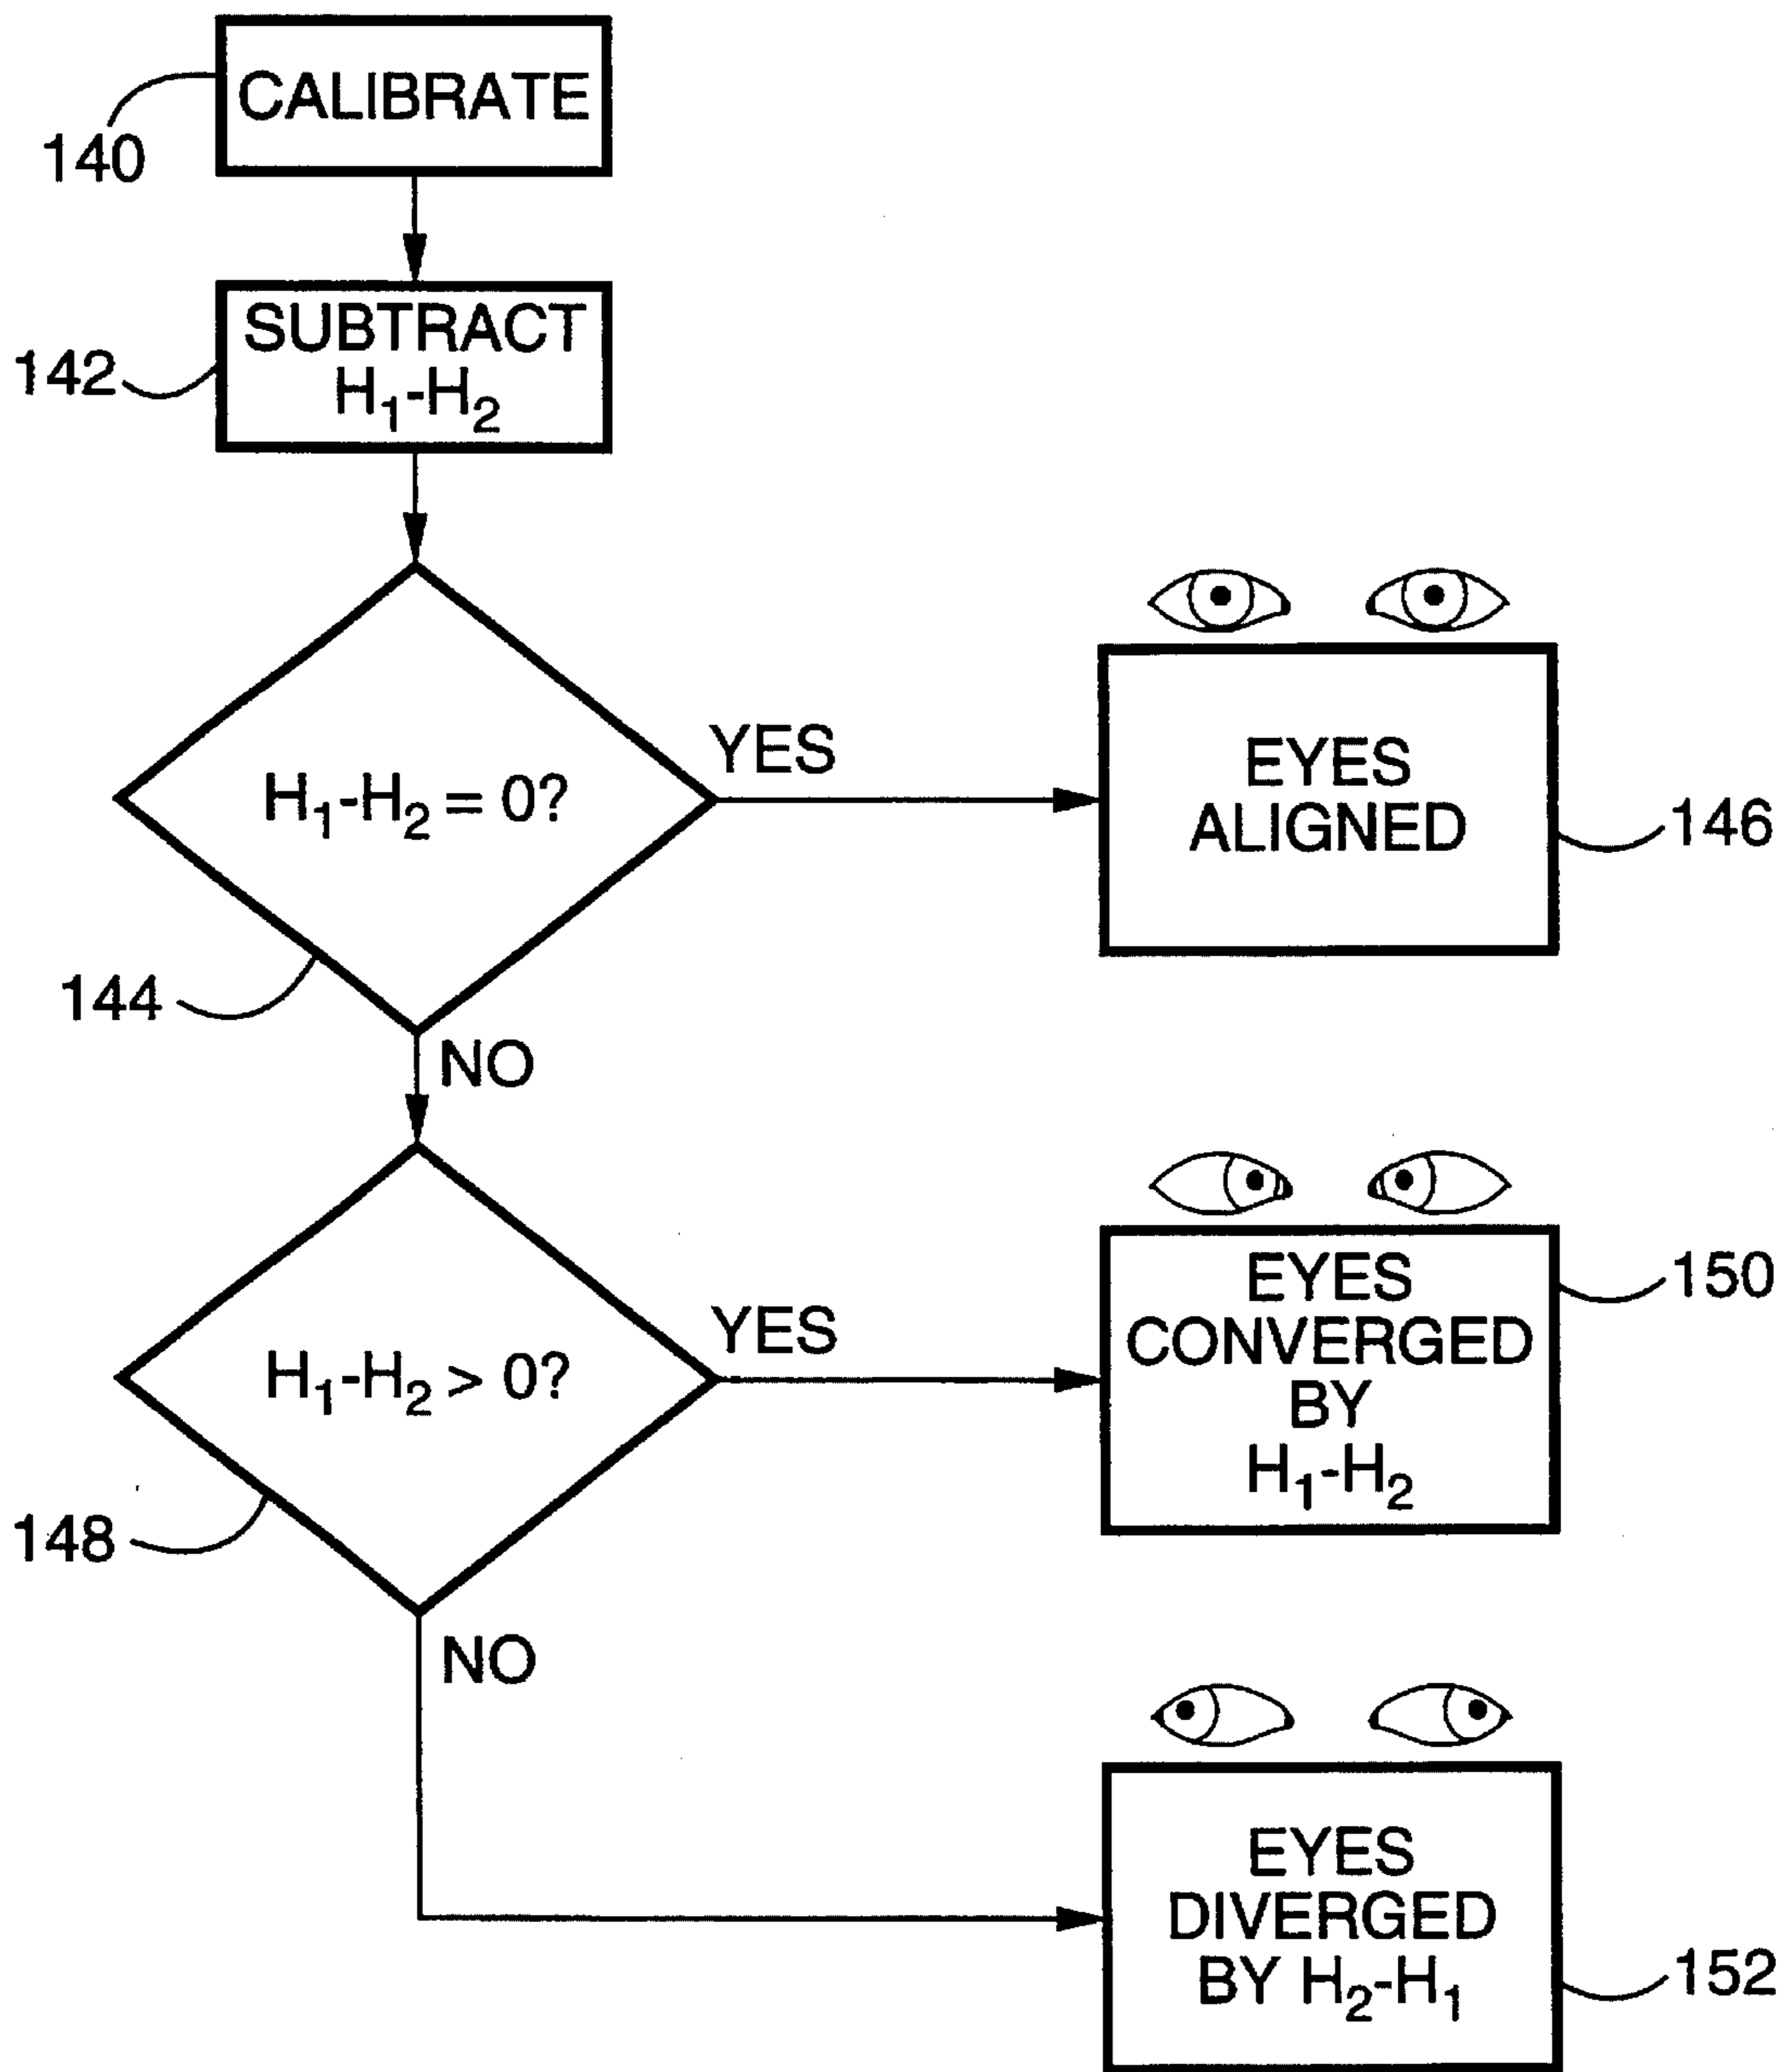 CALIBRATE
140
SUBTRACT
H₁-H₂
142
H₁-H₂ = 0?
144
YES
EYES
ALIGNED
146
NO
H₁-H₂ > 0?
148
YES
EYES
CONVERGED
BY
H₁-H₂
150
NO
EYES
DIVERGED
BY H₂-H₁
152